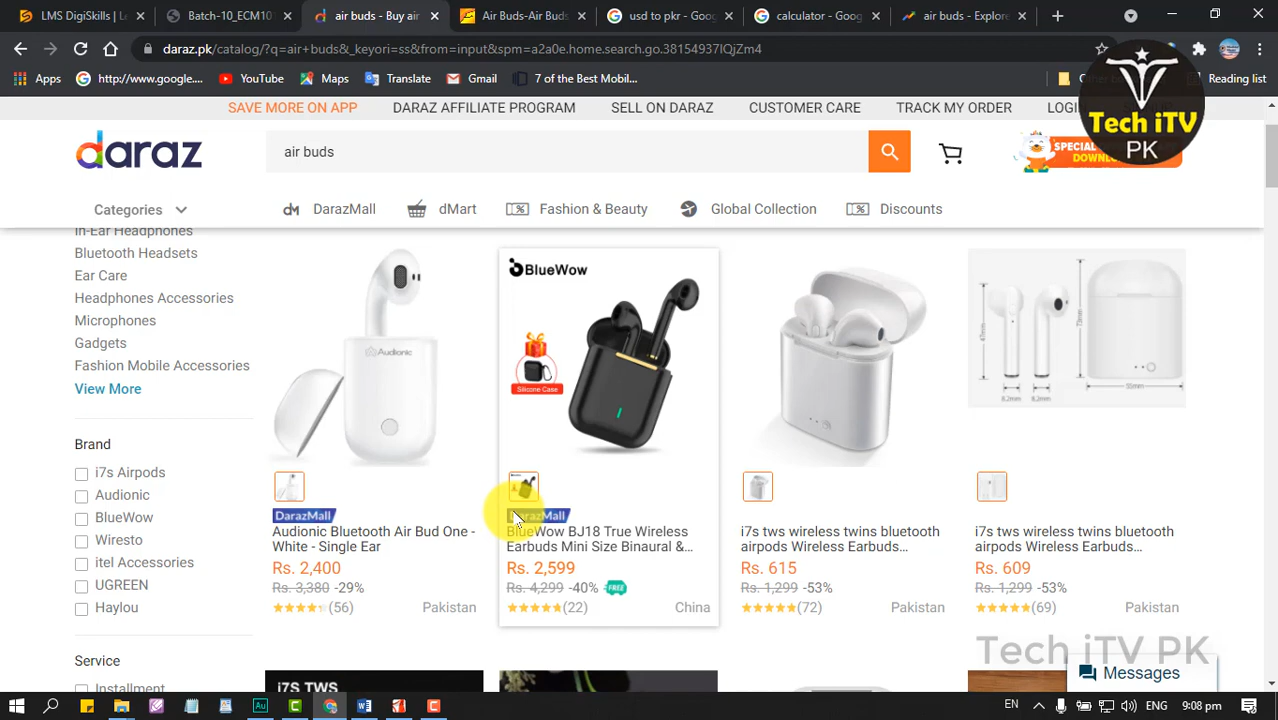 LMS DigiSkills | L
Batch-10_ECM10
air buds - Buy air
Air Buds-Air Buds
usd to pkr - Goog
calculator - Goo
air buds - Explore
daraz.pk/catalog/?q=air+buds&_keyori=ss&from=input&spm=a2a0e.home.search.go.38154937IQjZm4
Apps
http://www.google....
YouTube
Maps
Translate
Gmail
7 of the Best Mobil...
Reading list
SAVE MORE ON APP
DARAZ AFFILIATE PROGRAM
SELL ON DARAZ
CUSTOMER CARE
TRACK MY ORDER
Tech iTV
PK
daraz
air buds
SPECIAL
Categories
DarazMall
dMart
Fashion & Beauty
Global Collection
Discounts
In-Ear Headphones
Bluetooth Headsets
Ear Care
Headphones Accessories
Microphones
Gadgets
Fashion Mobile Accessories
View More
Brand
i7s Airpods
Audionic
BlueWow
Wiresto
itel Accessories
UGREEN
Haylou
Service
Installment
Audionic
DarazMall
Audionic Bluetooth Air Bud One -
White - Single Ear
Rs. 2,400
Rs. 3,380 -29%
(56)
Pakistan
BlueWow
Silicone Case
DarazMall
BlueWow BJ18 True Wireless
Earbuds Mini Size Binaural &...
Rs. 2,599
Rs. 4,299 -40% FREE
(22)
China
i7s tws wireless twins bluetooth
airpods Wireless Earbuds...
Rs. 615
Rs. 1,299 -53%
(72)
Pakistan
55mm
i7s tws wireless twins bluetooth
airpods Wireless Earbuds...
Rs. 609
Rs. 1,299 -53%
(69)
Pakistan
I7S TWS
Tech iTV PK
Messages
EN
ENG
9:08 pm